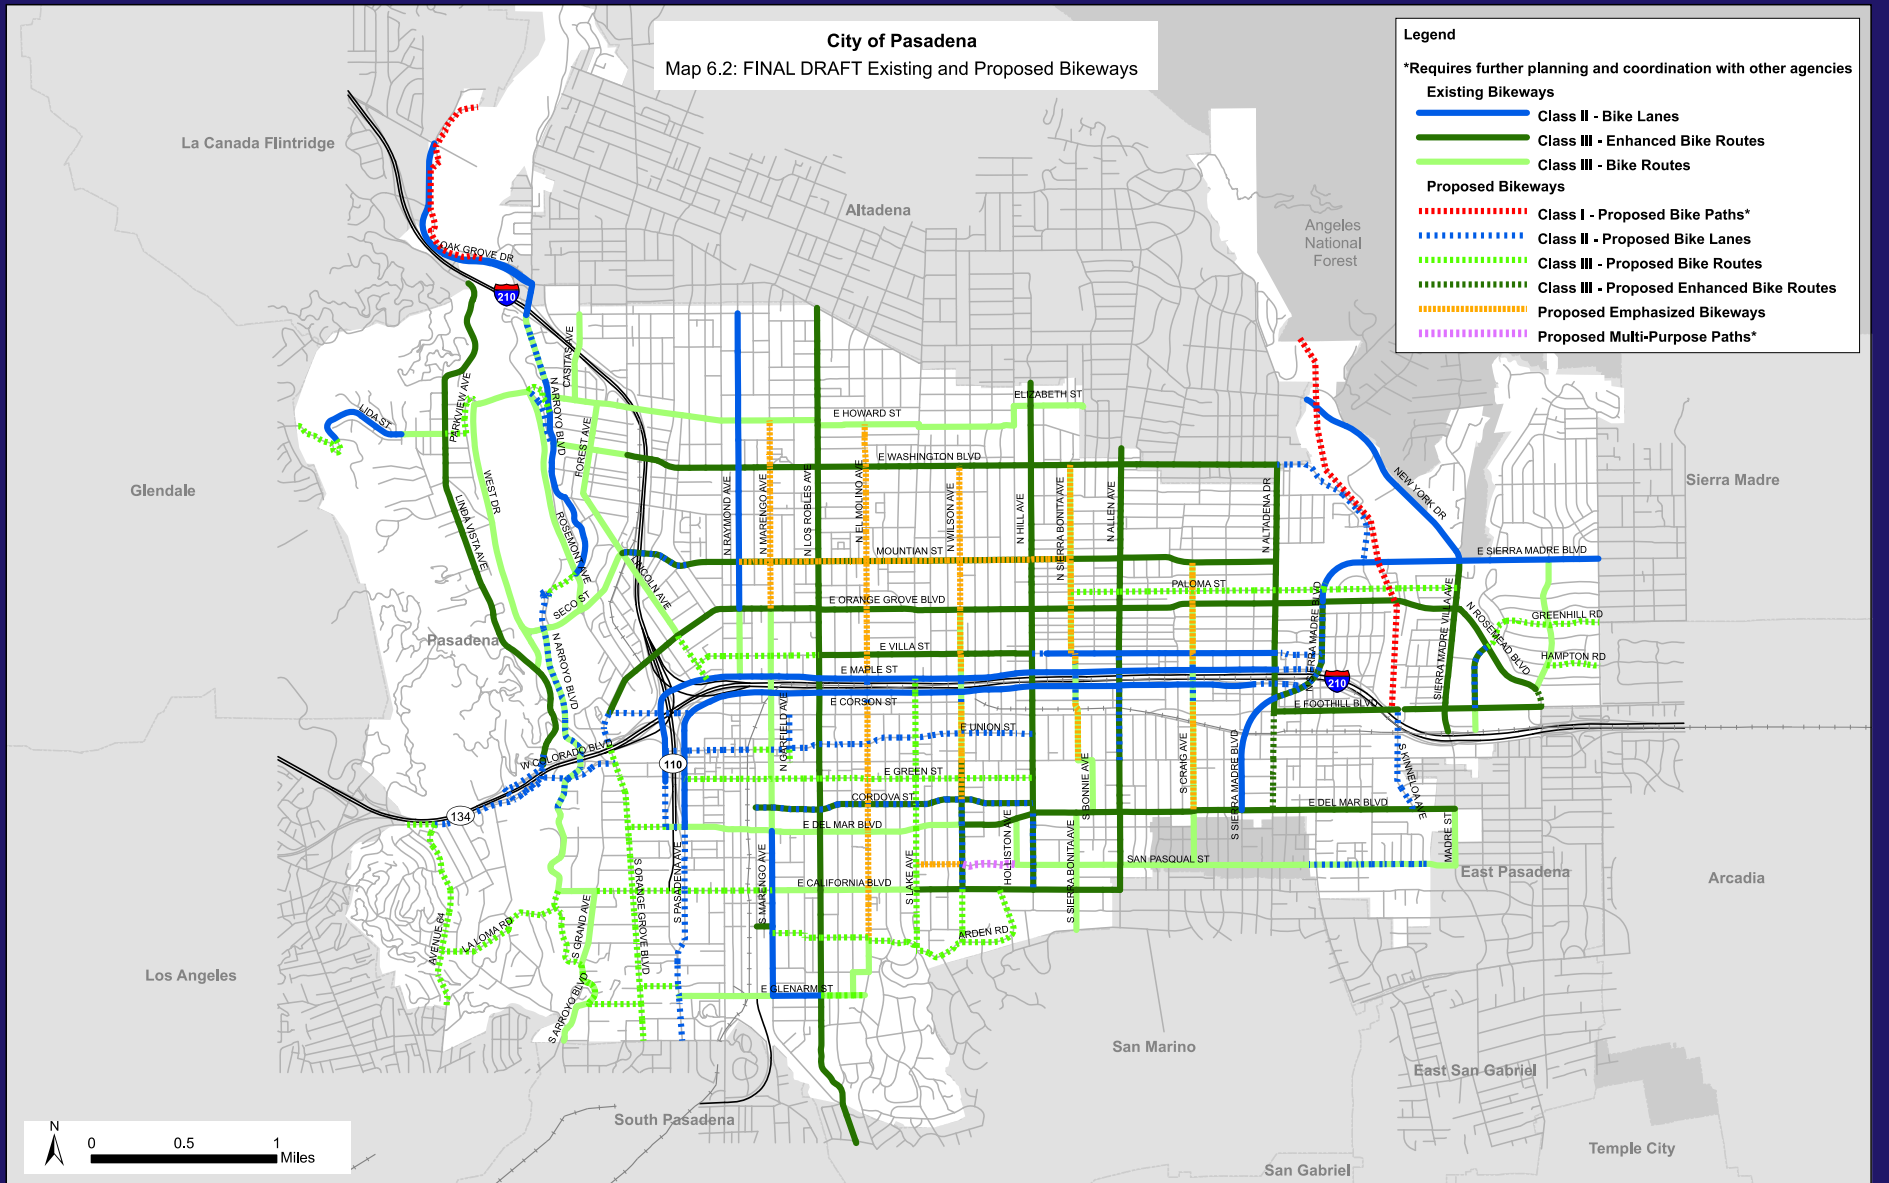 City of Pasadena
Map 6.2: FINAL DRAFT Existing and Proposed Bikeways
Legend
*Requires further planning and coordination with other agencies
Existing Bikeways
Class II - Bike Lanes
Class III - Enhanced Bike Routes
Class III - Bike Routes
Proposed Bikeways
Class I - Proposed Bike Paths*
Class II - Proposed Bike Lanes
Class III - Proposed Bike Routes
Class III - Proposed Enhanced Bike Routes
Proposed Emphasized Bikeways
Proposed Multi-Purpose Paths*
La Canada Flintridge
Altadena
Angeles
National
Forest
OAK GROVE DR
210
CASITAS AVE
PARKVIEW AVE
N ARROYO BLVD
LIDA ST
ELIZABETH ST
E HOWARD ST
FOREST AVE
E WASHINGTON BLVD
Glendale
WEST DR
LINDA VISTA AVE
ROSEMONT AVE
N RAYMOND AVE
N MARENGO AVE
N LOS ROBLES AVE
N EL MOLINO AVE
N WILSON AVE
N HILL AVE
N SIERRA BONITA AVE
N ALLEN AVE
N ALTADENA DR
NEW YORK DR
Sierra Madre
MOUNTIAN ST
E SIERRA MADRE BLVD
LINCOLN AVE
PALOMA ST
SECO ST
E ORANGE GROVE BLVD
N SIERRA MADRE BLVD
SIERRA MADRE VILLA AVE
N ROSEMEAD BLVD
GREENHILL RD
Pasadena
E VILLA ST
HAMPTON RD
E MAPLE ST
N ARROYO BLVD
210
E CORSON ST
E FOOTHILL BLVD
N GARFIELD AVE
E UNION ST
W COLORADO BLVD
110
E GREEN ST
S BONNIE AVE
S CRAIG AVE
S SIERRA MADRE BLVD
S KINNELOA AVE
CORDOVA ST
E DEL MAR BLVD
134
E DEL MAR BLVD
HOLLISTON AVE
MADRE ST
SAN PASQUAL ST
East Pasadena
Arcadia
E CALIFORNIA BLVD
S LAKE AVE
S SIERRA BONITA AVE
S MARENGO AVE
S PASADENA AVE
S ORANGE GROVE BLVD
S GRAND AVE
AVENUE 64
LA LOMA RD
ARDEN RD
Los Angeles
E GLENARM ST
S ARROYO BLVD
San Marino
East San Gabriel
South Pasadena
Temple City
San Gabriel
N
0 0.5 1
Miles